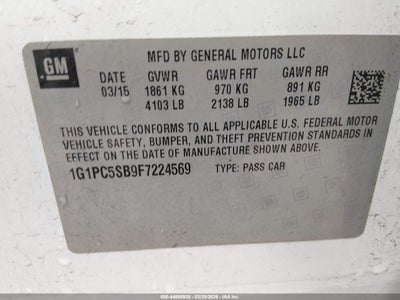 MFD BY GENERAL MOTORS LLC
GM
DATE GVWR GAWR FRT GAWR RR
03/15 1861 KG 970 KG 891 KG
4103 LB 2138 LB 1965 LB
THIS VEHICLE CONFORMS TO ALL APPLICABLE U.S. FEDERAL MOTOR
VEHICLE SAFETY, BUMPER, AND THEFT PREVENTION STANDARDS IN
EFFECT ON THE DATE OF MANUFACTURE SHOWN ABOVE.
1G1PC5SB9F7224569 TYPE: PASS CAR